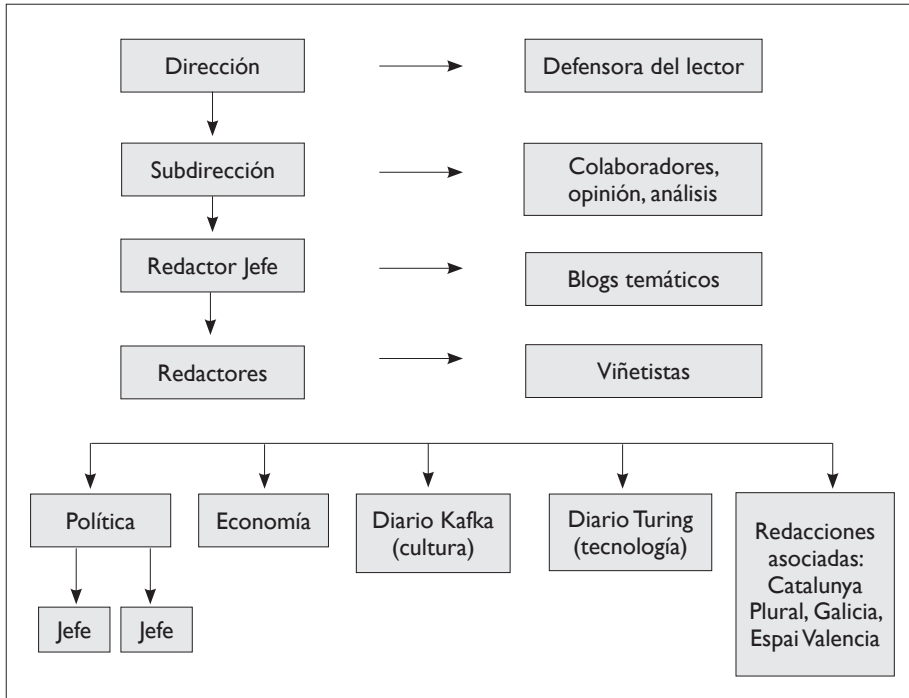 Dirección
Defensora del lector
Subdirección
Colaboradores,
opinión, análisis
Redactor Jefe
Blogs temáticos
Redactores
Viñetistas
Política
Economía
Diario Kafka
(cultura)
Diario Turing
(tecnología)
Redacciones
asociadas:
Catalunya
Plural, Galicia,
Espai Valencia
Jefe
Jefe